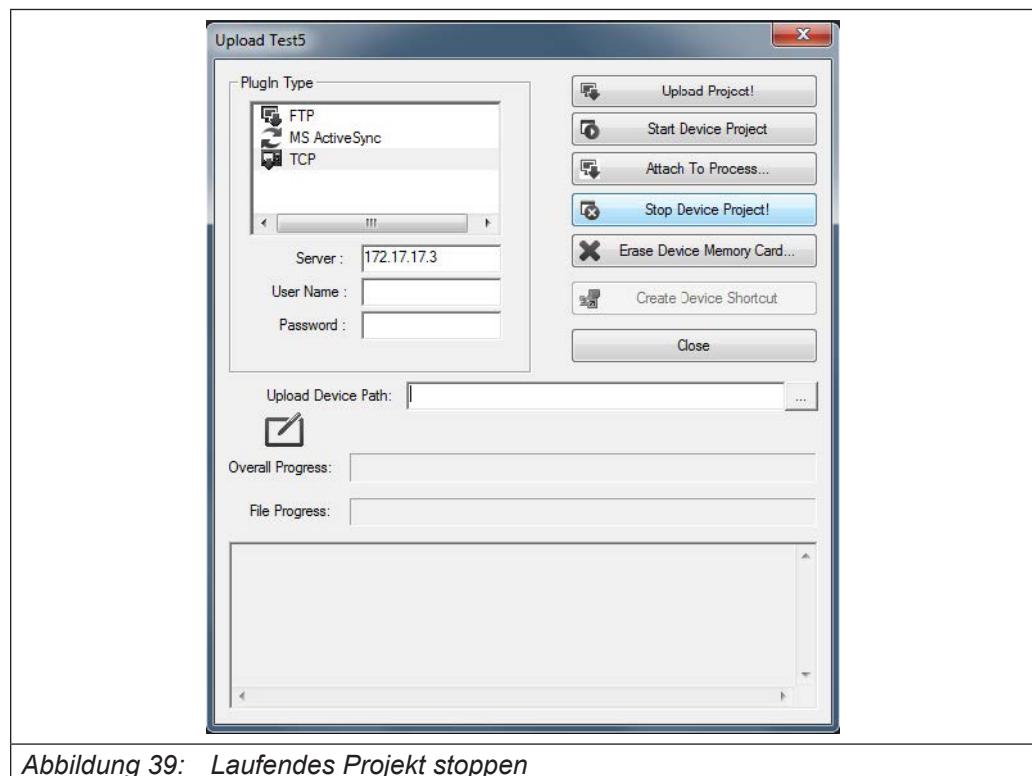 Upload Test5
PlugIn Type
FTP
MS ActiveSync
TCP
Server :
172.17.17.3
User Name :
Password :
Upload Project!
Start Device Project
Attach To Process...
Stop Device Project!
Erase Device Memory Card...
Create Device Shortcut
Close
Upload Device Path:
...
Overall Progress:
File Progress:
Abbildung 39: Laufendes Projekt stoppen